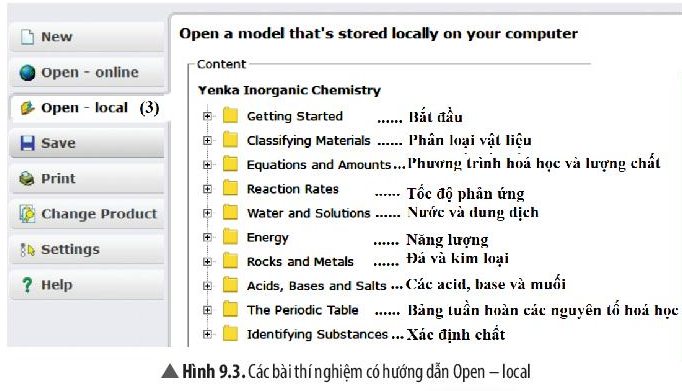 New
Open - online
Open - local (3)
Save
Print
Change Product
Settings
Help
Open a model that's stored locally on your computer
Content
Yenka Inorganic Chemistry
Getting Started ...... Bắt đầu
Classifying Materials ...... Phân loại vật liệu
Equations and Amounts ... Phương trình hoá học và lượng chất
Reaction Rates ...... Tốc độ phân ứng
Water and Solutions ...... Nước và dung dịch
Energy ...... Năng lượng
Rocks and Metals ...... Đá và kim loại
Acids, Bases and Salts ... Các acid, base và muối
The Periodic Table ...... Bảng tuần hoàn các nguyên tố hoá học
Identifying Substances ... Xác định chất
▲ Hình 9.3. Các bài thí nghiệm có hướng dẫn Open – local